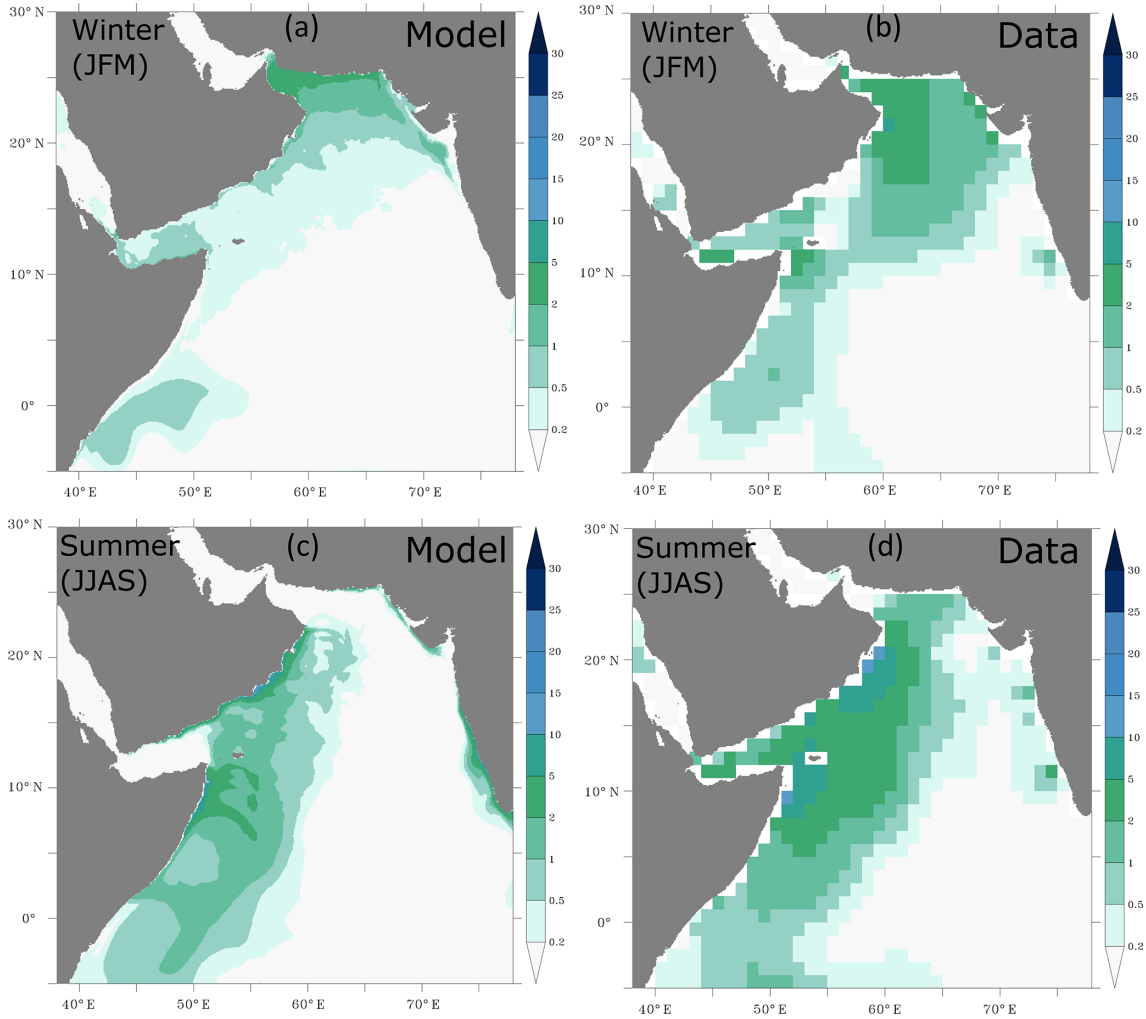 Winter (a) Model
(JFM)
30° N
20° N
10° N
0°
40° E 50° E 60° E 70° E
30
25
20
15
10
5
2
1
0.5
0.2
Winter (b) Data
(JFM)
30° N
20° N
10° N
0°
40° E 50° E 60° E 70° E
30
25
20
15
10
5
2
1
0.5
0.2
Summer (c) Model
(JJAS)
30° N
20° N
10° N
0°
40° E 50° E 60° E 70° E
30
25
20
15
10
5
2
1
0.5
0.2
Summer (d) Data
(JJAS)
30° N
20° N
10° N
0°
40° E 50° E 60° E 70° E
30
25
20
15
10
5
2
1
0.5
0.2